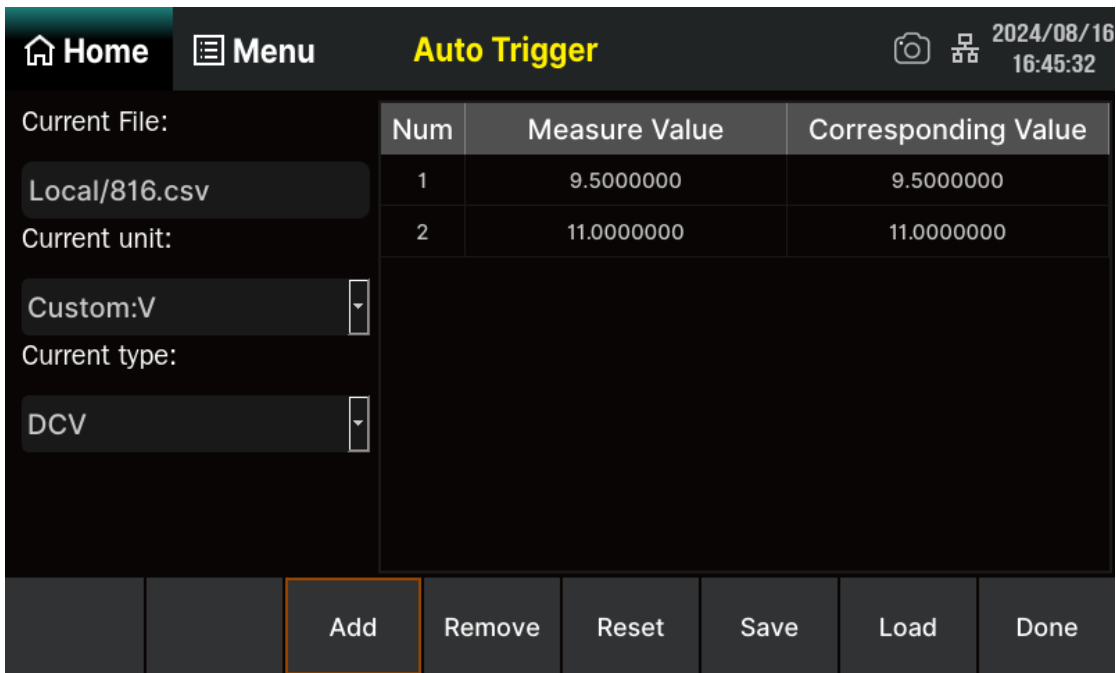 Home Menu Auto Trigger 2024/08/16
16:45:32
Current File:
Local/816.csv
Current unit:
Custom:V
Current type:
DCV
Num Measure Value Corresponding Value
1 9.5000000 9.5000000
2 11.0000000 11.0000000
Add Remove Reset Save Load Done